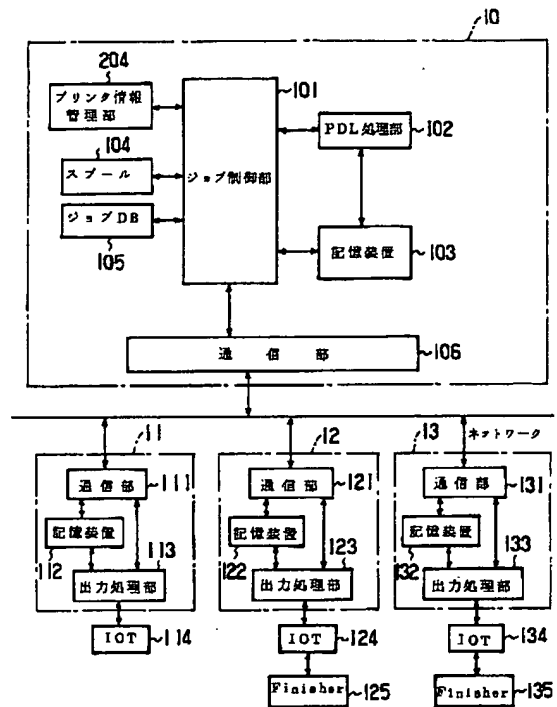 10
204
プリンタ情報
管理部
101
ジョブ制御部
PDL処理部
102
104
スプール
ジョブDB
105
記憶装置
103
通信部
106
ネットワーク
11
通信部
111
記憶装置
112
113
出力処理部
IOT
114
12
通信部
121
記憶装置
122
123
出力処理部
IOT
124
Finisher
125
13
通信部
131
記憶装置
132
133
出力処理部
IOT
134
Finisher
135